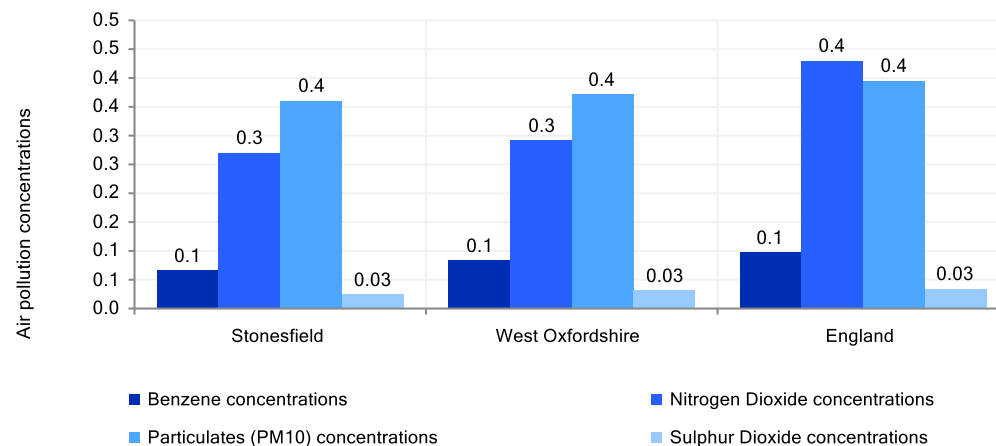 Air pollution concentrations
0.5
0.5
0.4
0.4
0.3
0.3
0.2
0.2
0.1
0.1
0.0
0.1
0.3
0.4
0.03
0.1
0.3
0.4
0.03
0.1
0.4
0.4
0.03
Stonesfield
West Oxfordshire
England
Benzene concentrations
Nitrogen Dioxide concentrations
Particulates (PM10) concentrations
Sulphur Dioxide concentrations